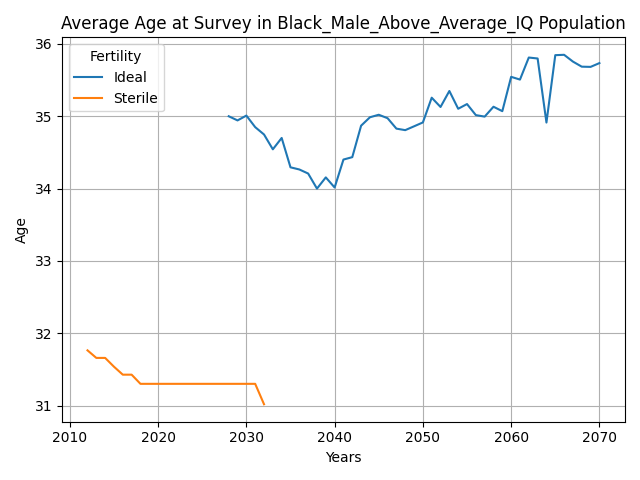 Average Age at Survey in Black_Male_Above_Average_IQ Population
Fertility
Ideal
Sterile
36
35
34
33
32
31
Age
2010 2020 2030 2040 2050 2060 2070
Years